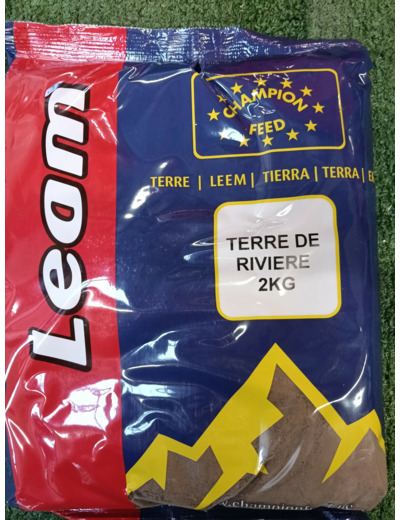 CHAMPION
FEED
TERRE | LEEM | TIERRA | TERRA |
TERRE DE
RIVIERE
2KG
Leam